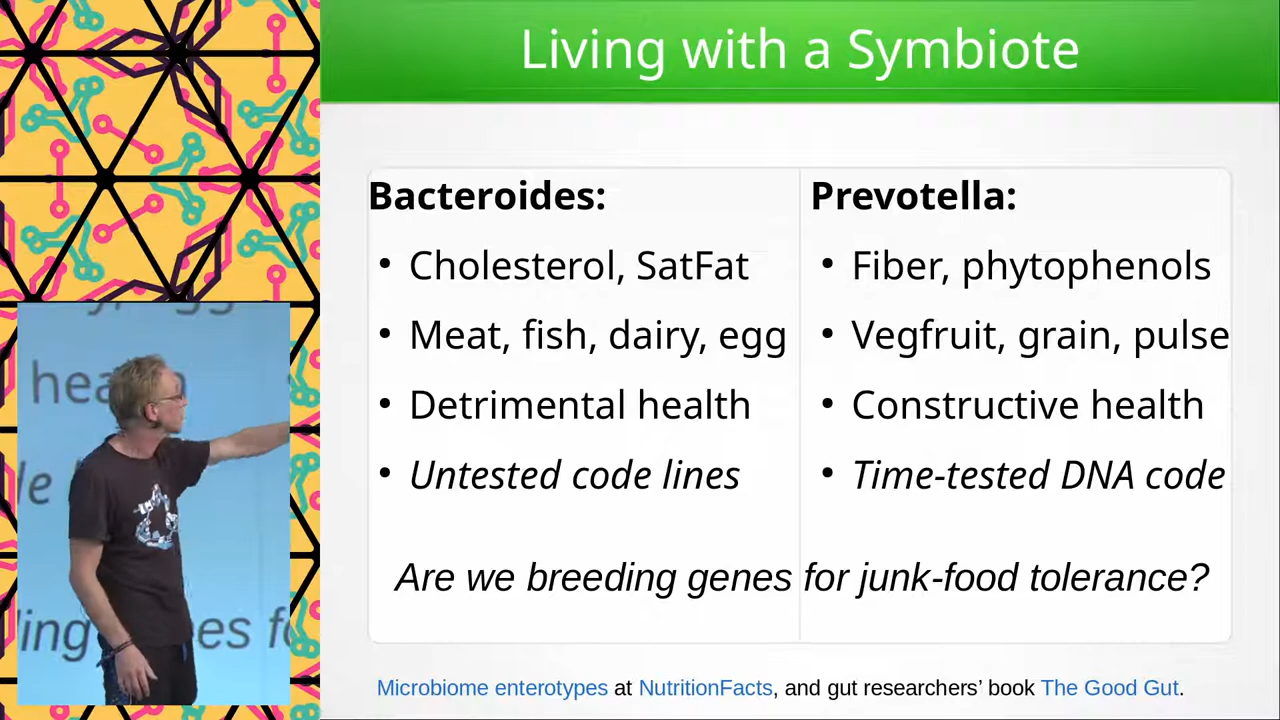 Living with a Symbiote
Bacteroides:
• Cholesterol, SatFat
• Meat, fish, dairy, egg
• Detrimental health
• Untested code lines
Prevotella:
• Fiber, phytophenols
• Vegfruit, grain, pulse
• Constructive health
• Time-tested DNA code
Are we breeding genes for junk-food tolerance?
Microbiome enterotypes at NutritionFacts, and gut researchers’ book The Good Gut.